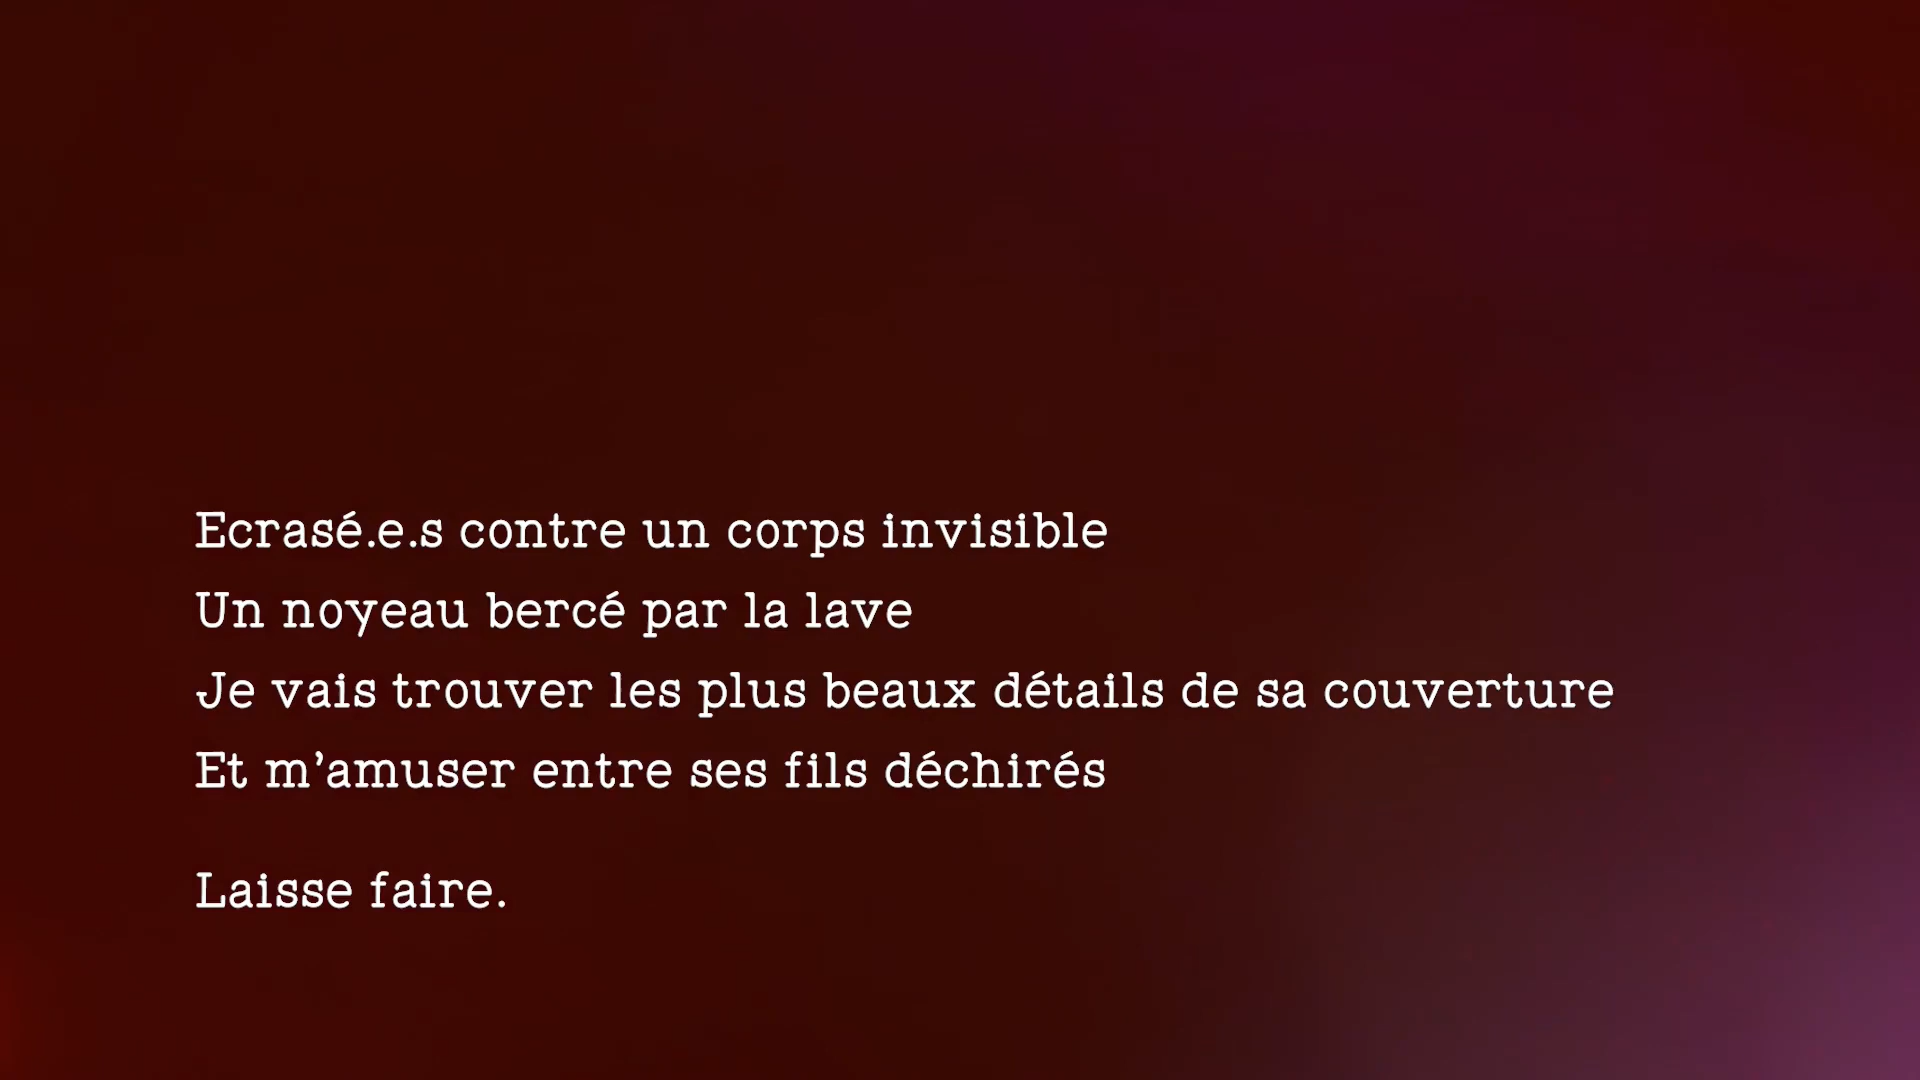 Ecrasé.e.s contre un corps invisible
Un noyeau bercé par la lave
Je vais trouver les plus beaux détails de sa couverture
Et m’amuser entre ses fils déchirés
Laisse faire.